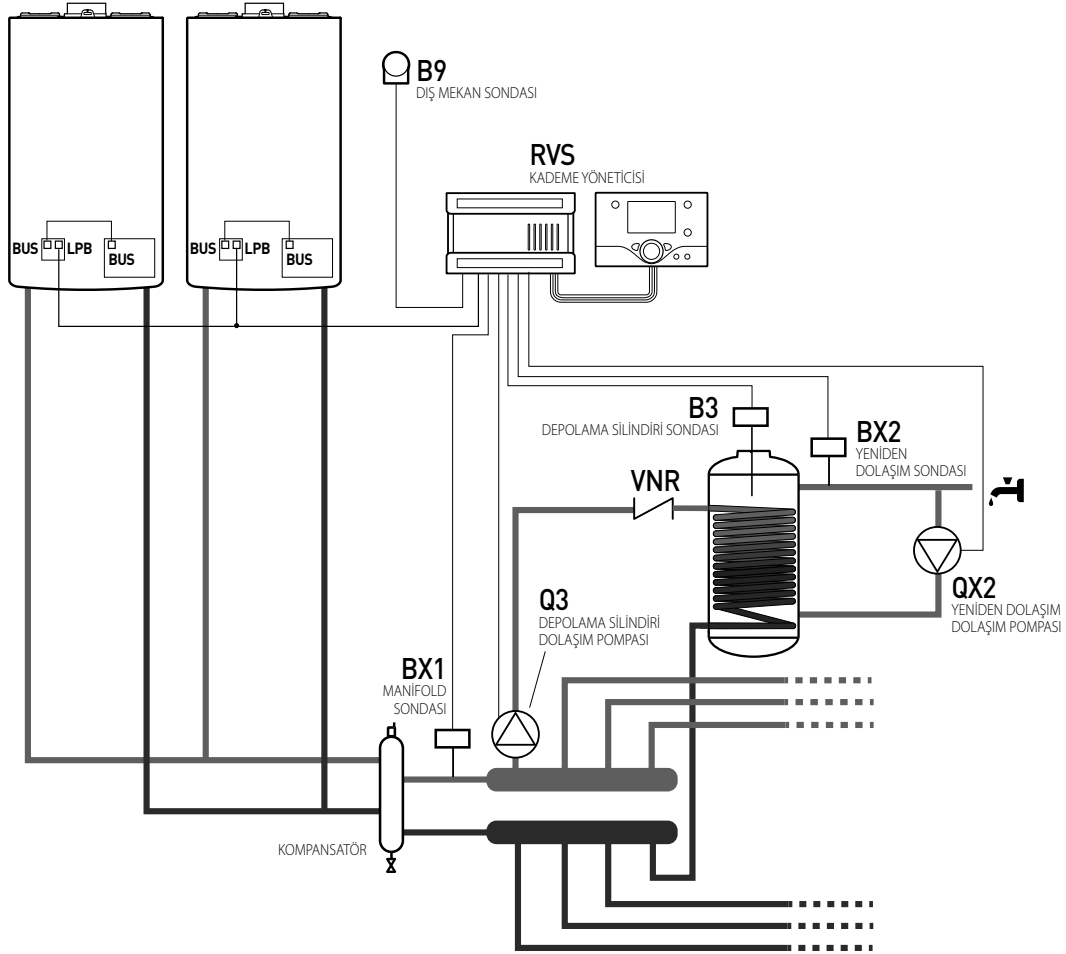 B9
DIŞ MEKAN SONDASI
RVS
KADEME YÖNETİCİSİ
BUS LPB
BUS
BUS LPB
BUS
B3
DEPOLAMA SİLİNDİRİ SONDASI
BX2
YENİDEN
DOLAŞIM SONDASI
VNR
Q3
DEPOLAMA SİLİNDİRİ
DOLAŞIM POMPASI
QX2
YENİDEN DOLAŞIM
DOLAŞIM POMPASI
BX1
MANİFOLD
SONDASI
KOMPANSATÖR